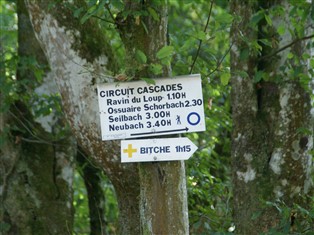 CIRCUIT CASCADES
Ravin du Loup 1.10H
Ossuaire Schorbach 2.30
Seilbach 3.00H
Neubach 3.40H
BITCHE 1h15